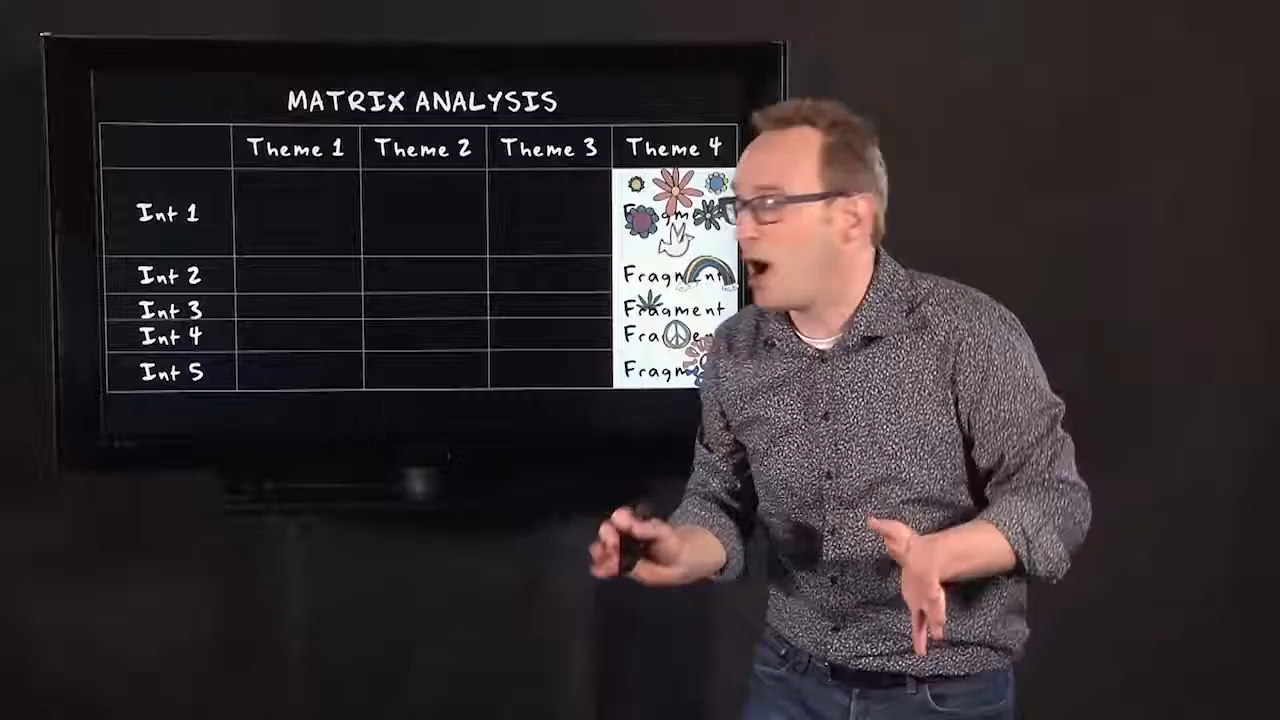 MATRIX ANALYSIS
Theme 1 Theme 2 Theme 3 Theme 4
Int 1
Int 2
Int 3 Fragment
Int 4
Int 5